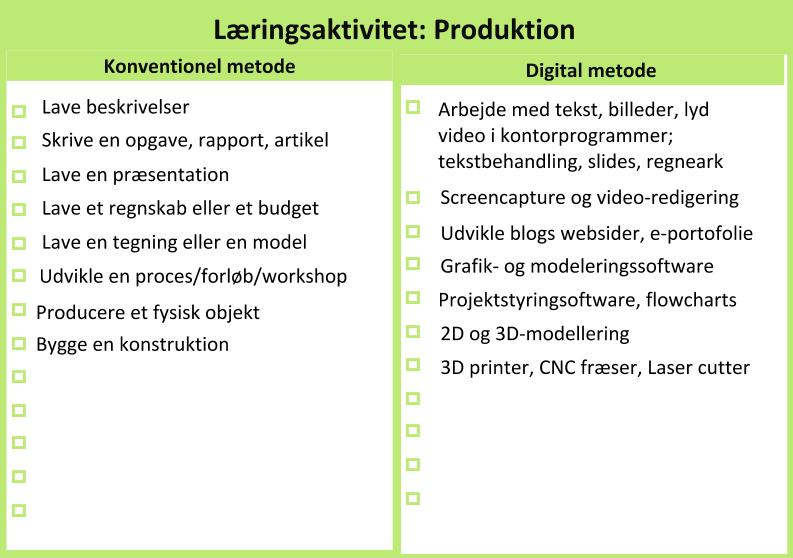 Læringsaktivitet: Produktion
Konventionel metode
Lave beskrivelser
Skrive en opgave, rapport, artikel
Lave en præsentation
Lave et regnskab eller et budget
Lave en tegning eller en model
Udvikle en proces/forløb/workshop
Producere et fysisk objekt
Bygge en konstruktion
Digital metode
Arbejde med tekst, billeder, lyd
video i kontorprogrammer;
tekstbehandling, slides, regneark
Screencapture og video-redigering
Udvikle blogs websider, e-portofolie
Grafik- og modeleringssoftware
Projektstyringsoftware, flowcharts
2D og 3D-modellering
3D printer, CNC fræser, Laser cutter